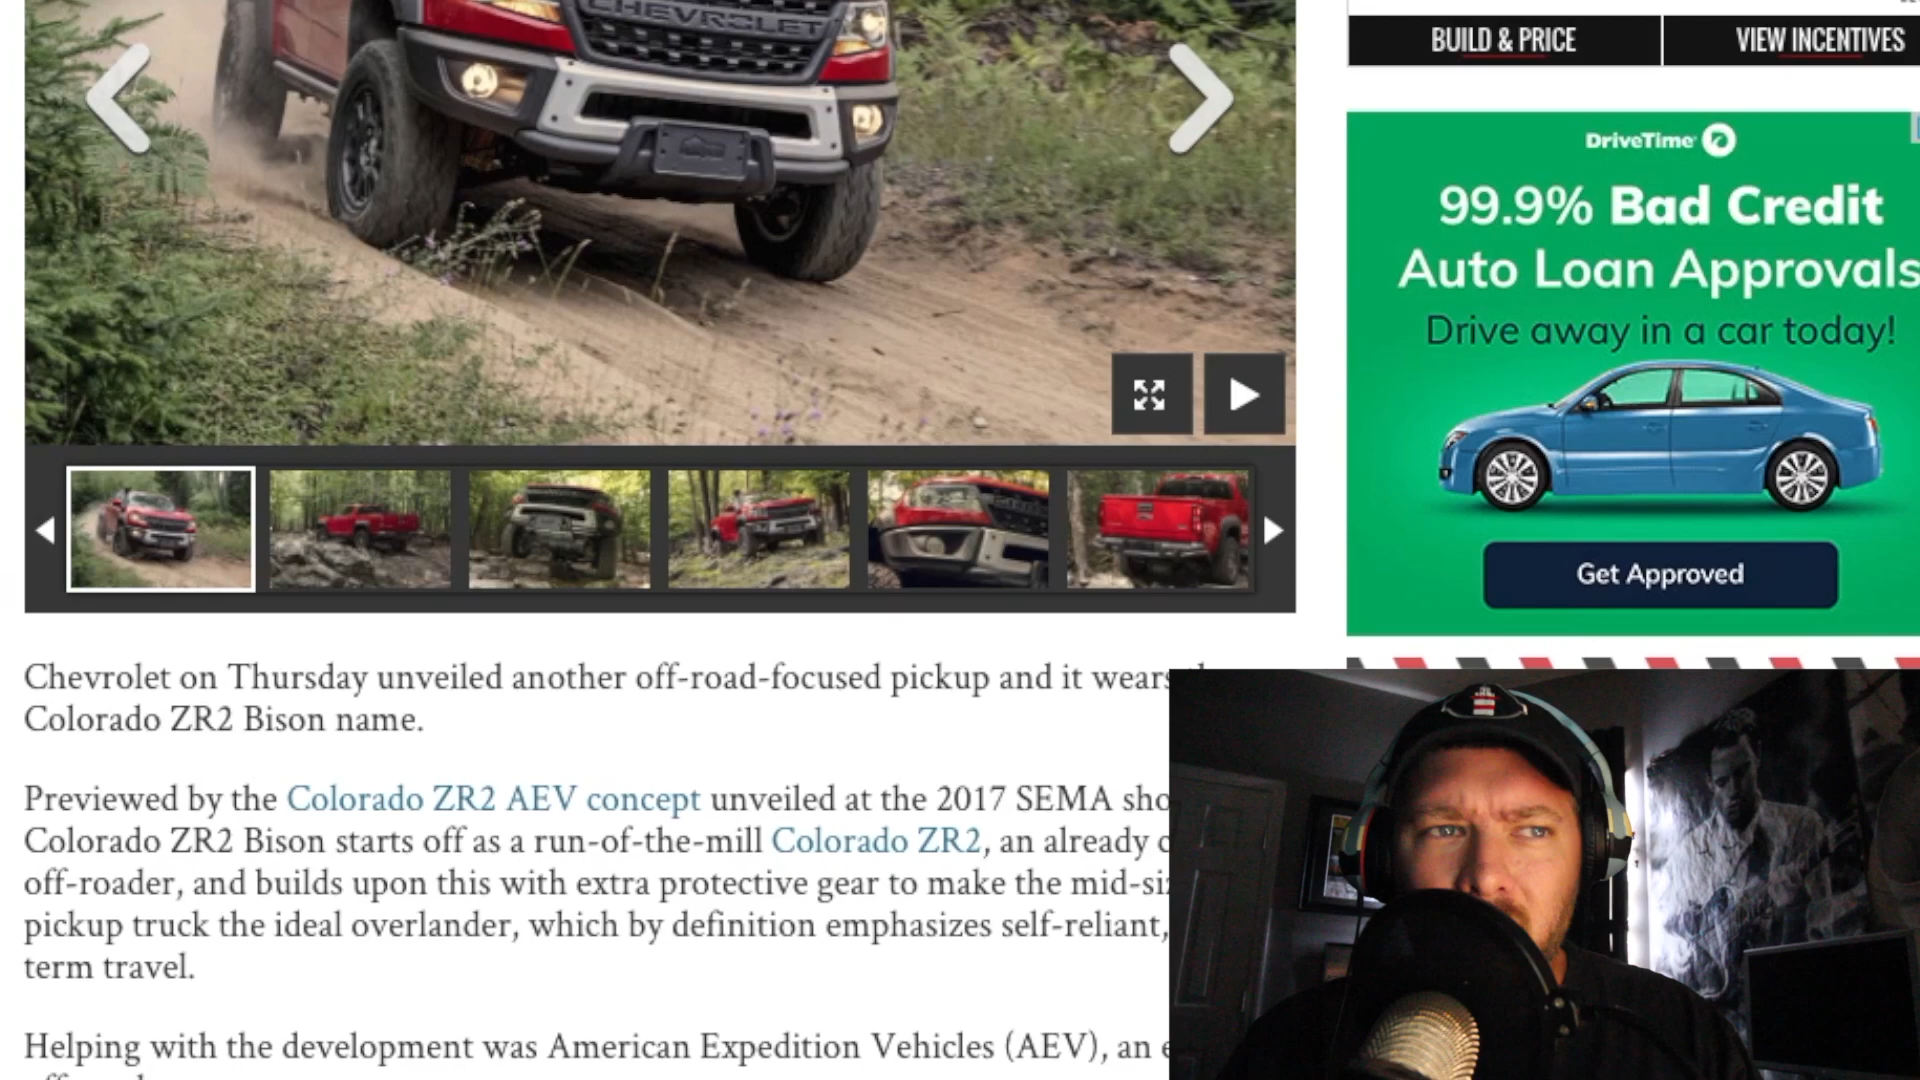 CHEVROLET
BUILD & PRICE
VIEW INCENTIVES
DriveTime
99.9% Bad Credit
Auto Loan Approvals
Drive away in a car today!
Get Approved
Chevrolet on Thursday unveiled another off-road-focused pickup and it wears
Colorado ZR2 Bison name.
Previewed by the Colorado ZR2 AEV concept unveiled at the 2017 SEMA sho
Colorado ZR2 Bison starts off as a run-of-the-mill Colorado ZR2, an already
off-roader, and builds upon this with extra protective gear to make the mid-si
pickup truck the ideal overlander, which by definition emphasizes self-reliant,
term travel.
Helping with the development was American Expedition Vehicles (AEV), an